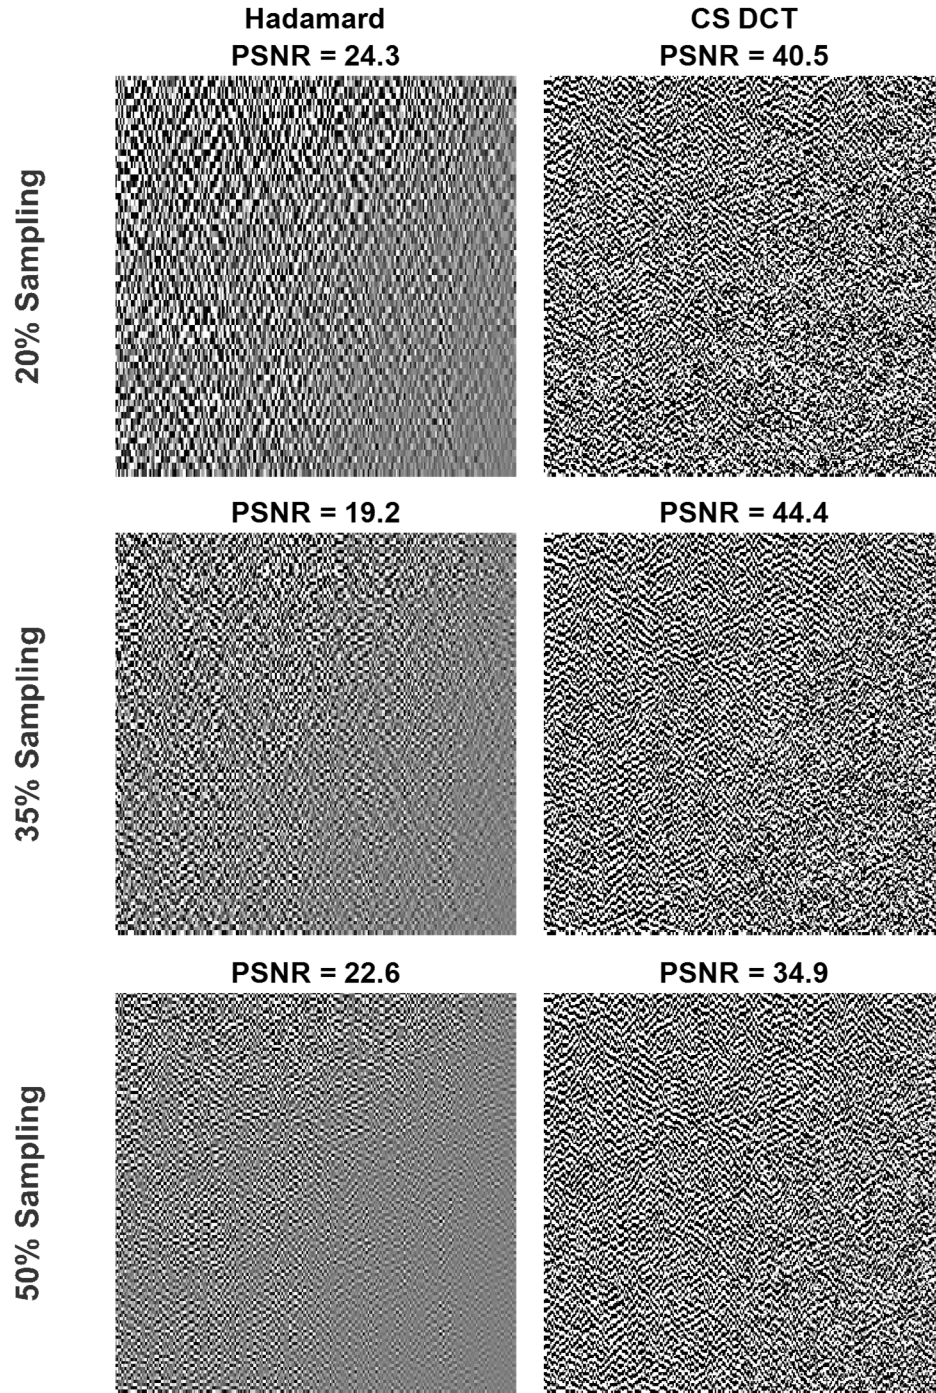 Hadamard
PSNR = 24.3
CS DCT
PSNR = 40.5
20% Sampling
PSNR = 19.2
PSNR = 44.4
35% Sampling
PSNR = 22.6
PSNR = 34.9
50% Sampling